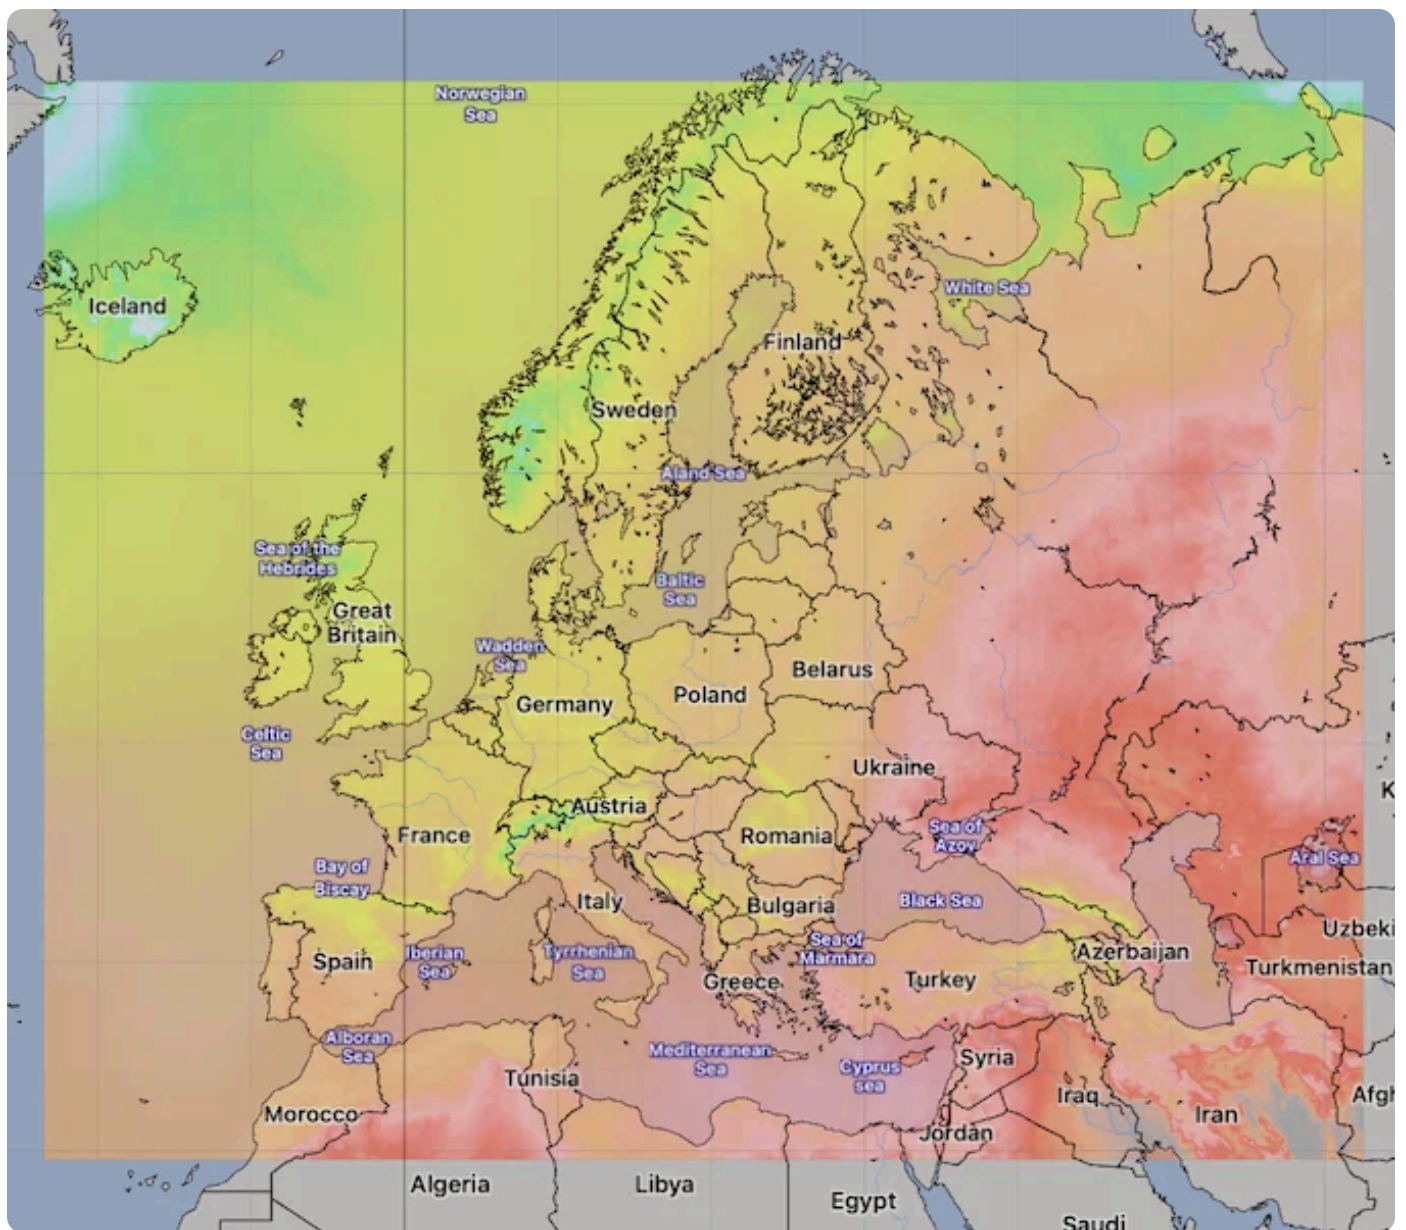 Norwegian
Sea
Iceland
White Sea
Finland
Sweden
Aland Sea
Sea of the
Hebrides
Baltic
Sea
Great
Britain
Wadden
Sea
Belarus
Poland
Germany
Celtic
Sea
Ukraine
K
Austria
France
Romania
Sea of
Azov
Aral Sea
Bay of
Biscay
Italy
Bulgaria
Black Sea
Uzbeki
Spain
Iberian
Sea
Tyrrhenian
Sea
Sea of
Marmara
Azerbaijan
Turkmenistan
Greece
Turkey
Alboran
Sea
Mediterranean
Sea
Cyprus
sea
Syria
Tunisia
Iraq
Afgh
Morocco
Iran
Jordan
Algeria
Libya
Egypt
Saudi